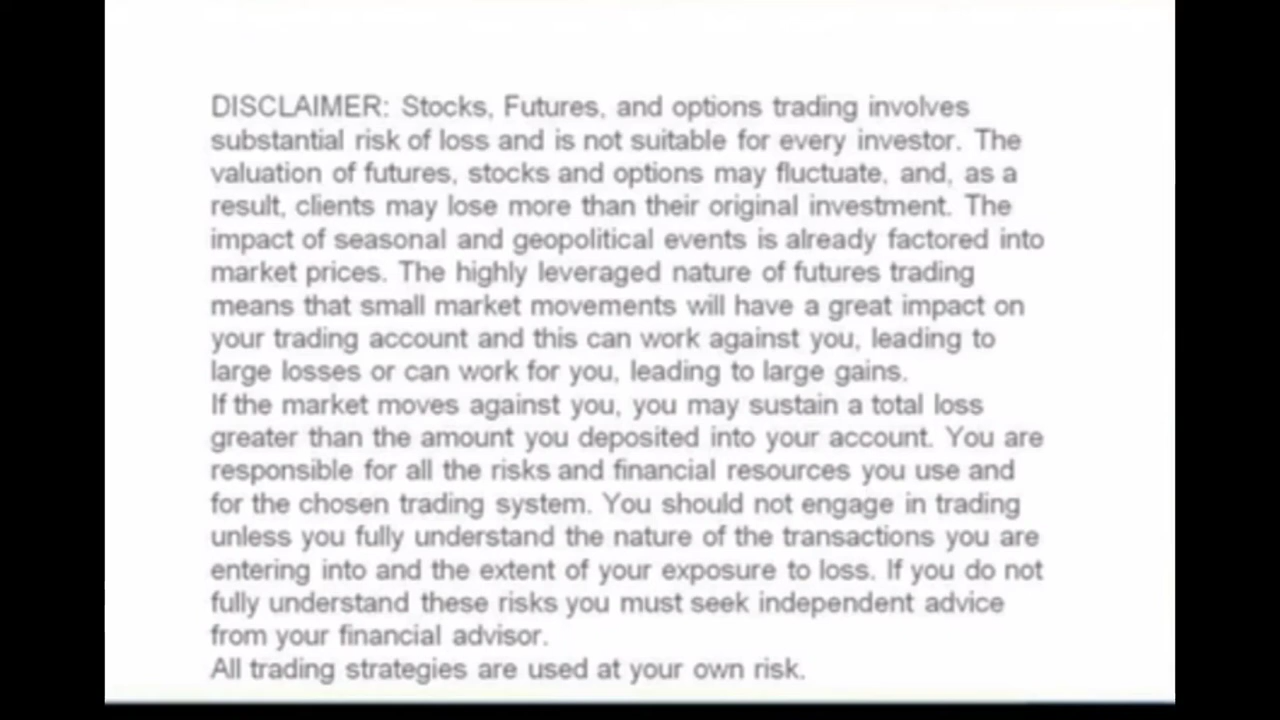 DISCLAIMER: Stocks, Futures, and options trading involves
substantial risk of loss and is not suitable for every investor. The
valuation of futures, stocks and options may fluctuate, and, as a
result, clients may lose more than their original investment. The
impact of seasonal and geopolitical events is already factored into
market prices. The highly leveraged nature of futures trading
means that small market movements will have a great impact on
your trading account and this can work against you, leading to
large losses or can work for you, leading to large gains.
If the market moves against you, you may sustain a total loss
greater than the amount you deposited into your account. You are
responsible for all the risks and financial resources you use and
for the chosen trading system. You should not engage in trading
unless you fully understand the nature of the transactions you are
entering into and the extent of your exposure to loss. If you do not
fully understand these risks you must seek independent advice
from your financial advisor.
All trading strategies are used at your own risk.